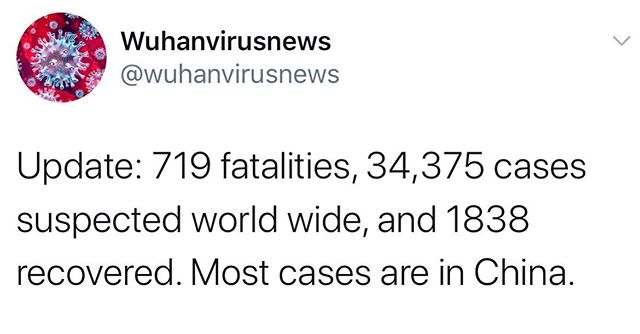 Wuhanvirusnews
@wuhanvirusnews
Update: 719 fatalities, 34,375 cases
suspected world wide, and 1838
recovered. Most cases are in China.